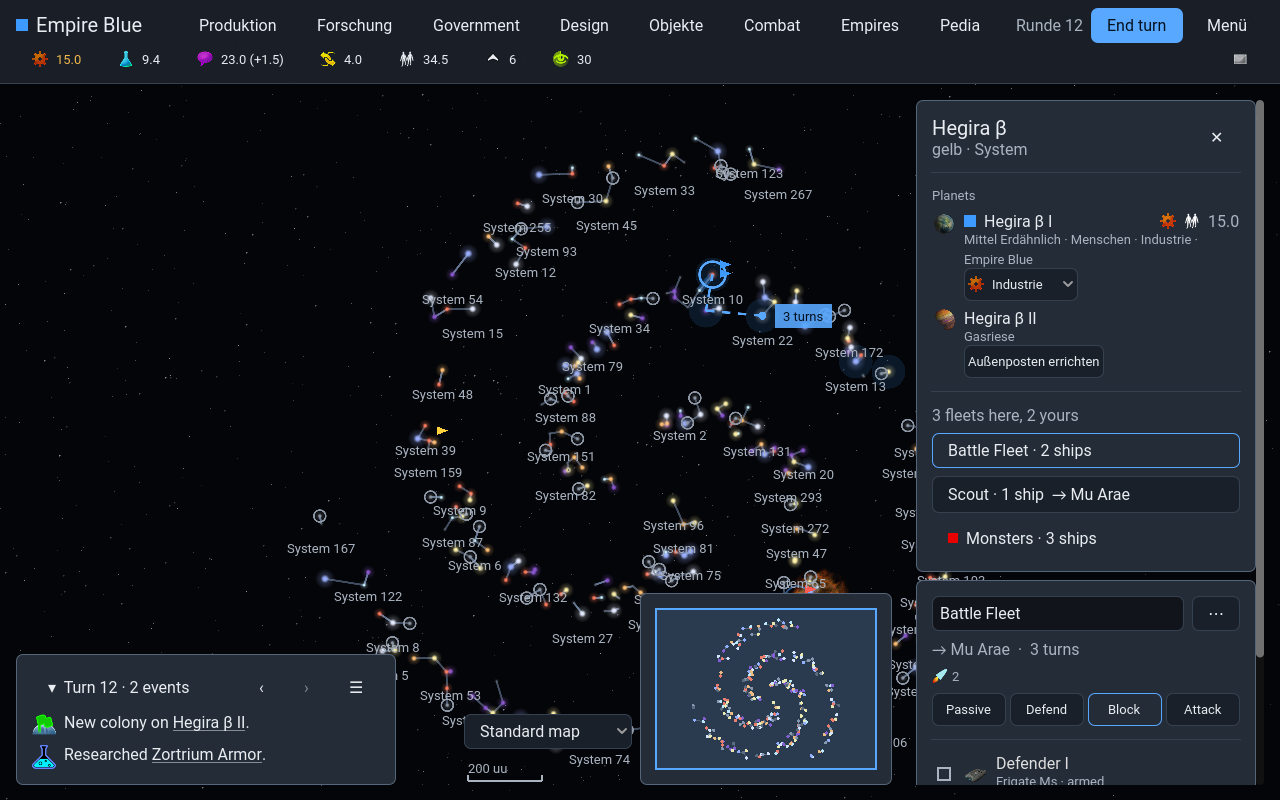 Empire Blue
Produktion
Forschung
Government
Design
Objekte
Combat
Empires
Pedia
Runde 12
End turn
Menü
15.0
9.4
23.0 (+1.5)
4.0
34.5
6
30
System 123
System 33
System 267
System 30
System 45
System 255
System 93
System 12
System 54
System 10
System 15
System 34
3 turns
System 22
System 172
System 79
System 13
System 1
System 48
System 88
System 2
System 39
System 131
System 151
System 159
System 20
System 82
System 293
System 9
System 96
System 272
System 87
System 167
System 81
System 47
System 6
System 75
System 65
System 122
System 132
System 27
System 8
System 53
System 74
Hegira β
gelb · System
Planets
Hegira β I
15.0
Mittel Erdähnlich · Menschen · Industrie ·
Empire Blue
Industrie
Hegira β II
Gasriese
Außenposten errichten
3 fleets here, 2 yours
Battle Fleet · 2 ships
Scout · 1 ship → Mu Arae
Monsters · 3 ships
Battle Fleet
...
→ Mu Arae · 3 turns
2
Passive
Defend
Block
Attack
Defender I
Frigate Ms · armed
▾ Turn 12 · 2 events
New colony on Hegira β II.
Researched Zortrium Armor.
Standard map
200 uu